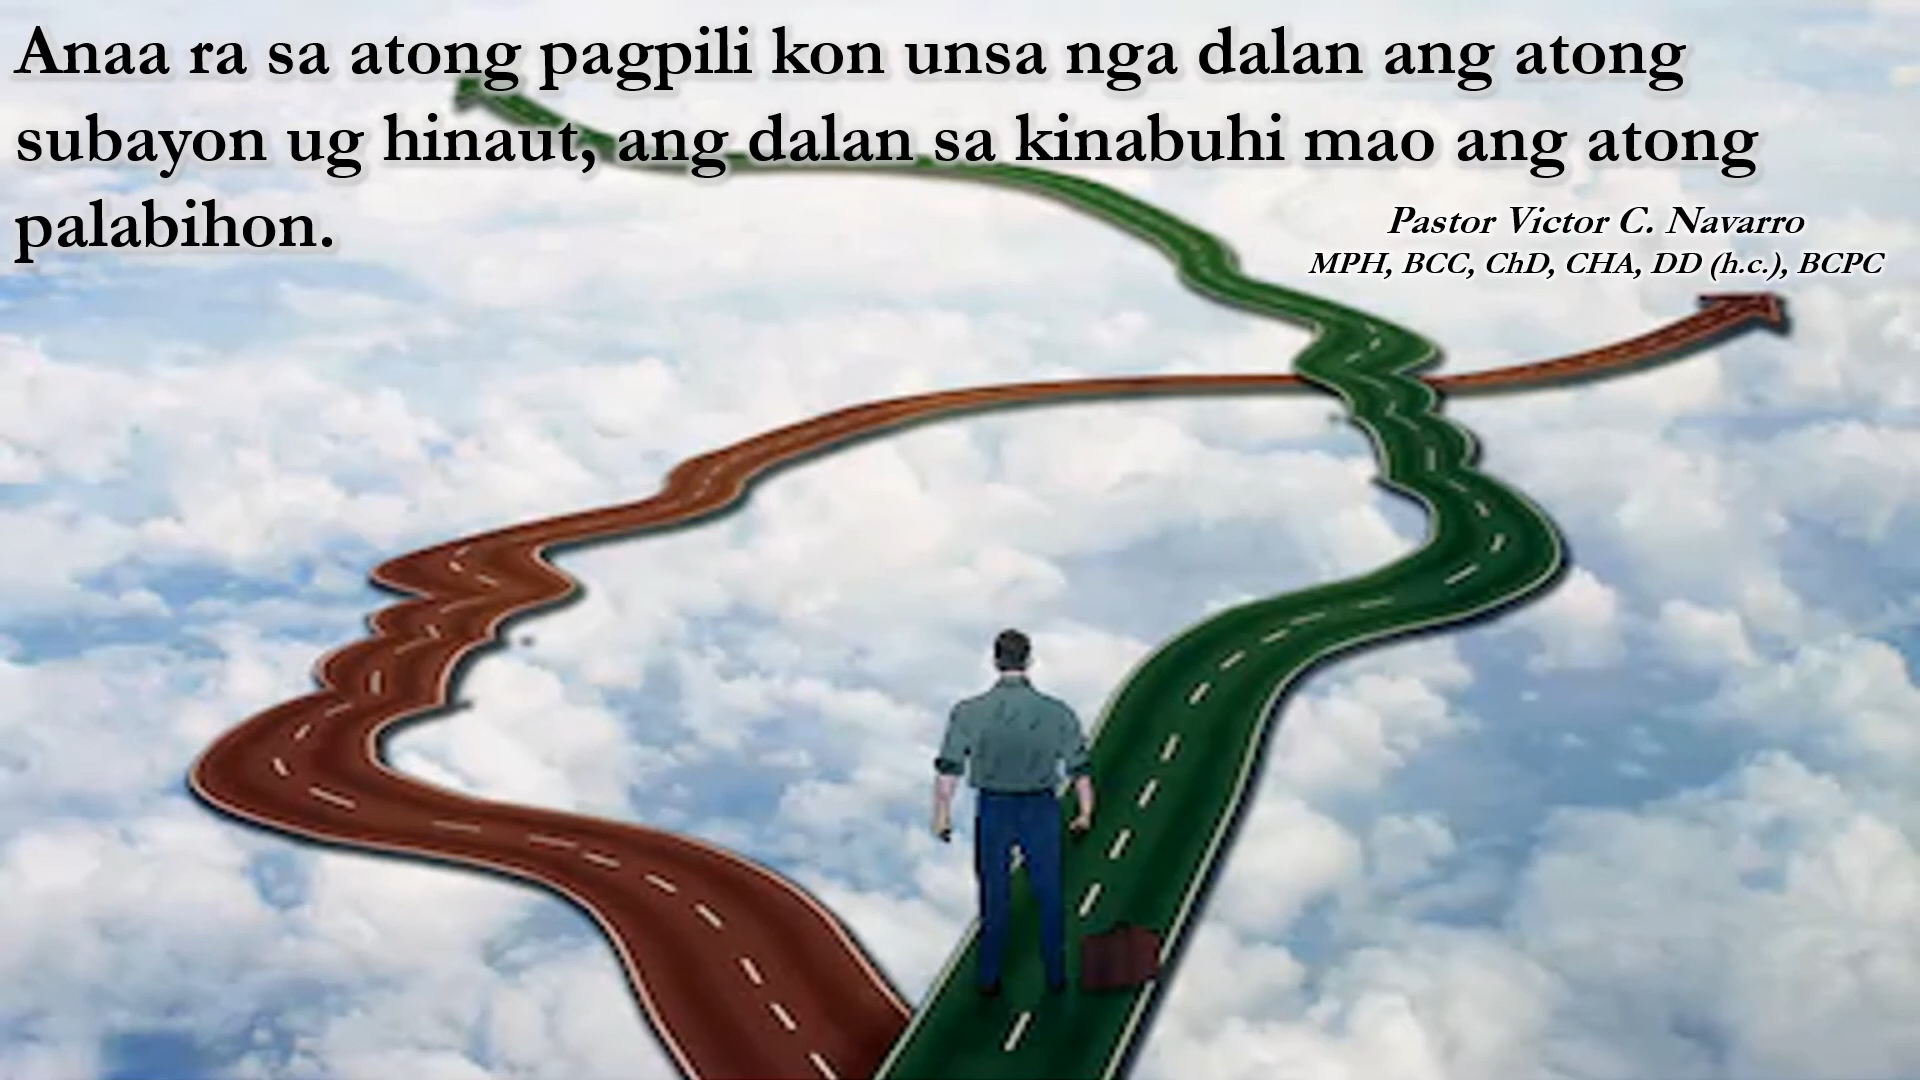 Anaa ra sa atong pagpili kon unsa nga dalan ang atong
subayon ug hinaut, ang dalan sa kinabuhi mao ang atong
palabihon.
Pastor Victor C. Navarro
MPH, BCC, ChD, CHA, DD (h.c.), BCPC